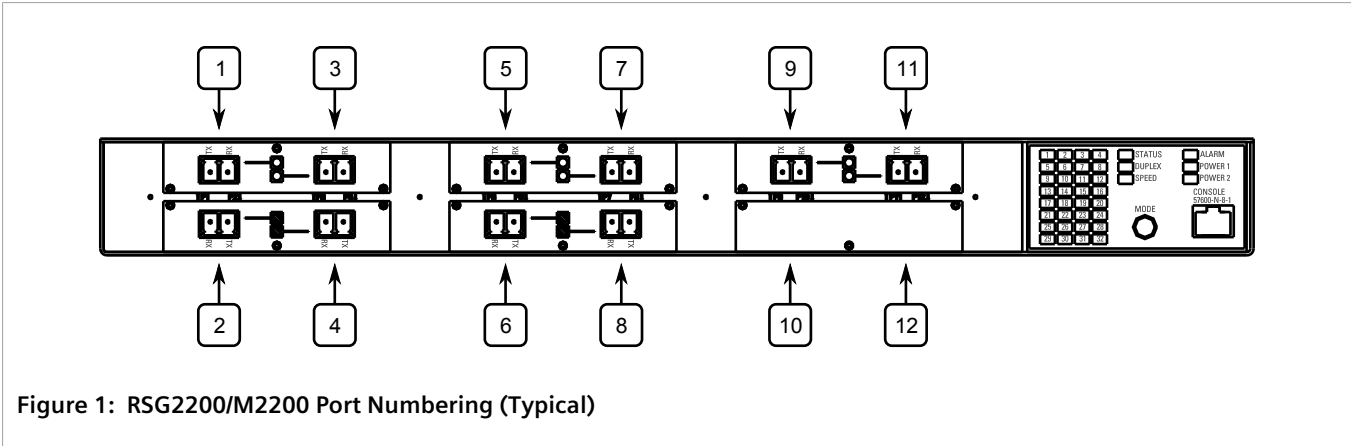 1 3 5 7 9 11
TX RX TX RX TX RX TX RX TX RX TX RX
1 2 3 4
5 6 7 8
9 10 11 12
13 14 15 16
17 18 19 20
21 22 23 24
25 26 27 28
29 30 31 32
STATUS
DUPLEX
SPEED
ALARM
POWER 1
POWER 2
MODE
CONSOLE
57600-N-8-1
RX TX RX TX RX TX RX TX
2 4 6 8 10 12
Figure 1: RSG2200/M2200 Port Numbering (Typical)